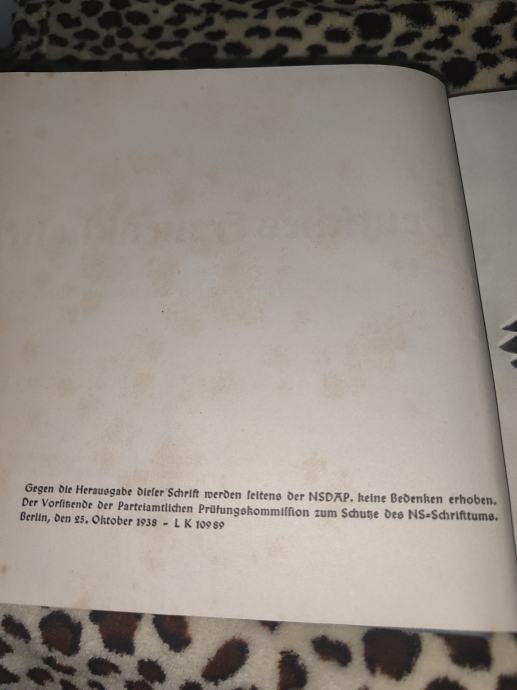 Gegen die Herausgabe dieser Schrift werden seitens der NSDAP. keine Bedenken erhoben.
Der Vorsitzende der Parteiamtlichen Prüfungskommission zum Schutze des NS-Schrifttums.
Berlin, den 25. Oktober 1938 - L K 10989